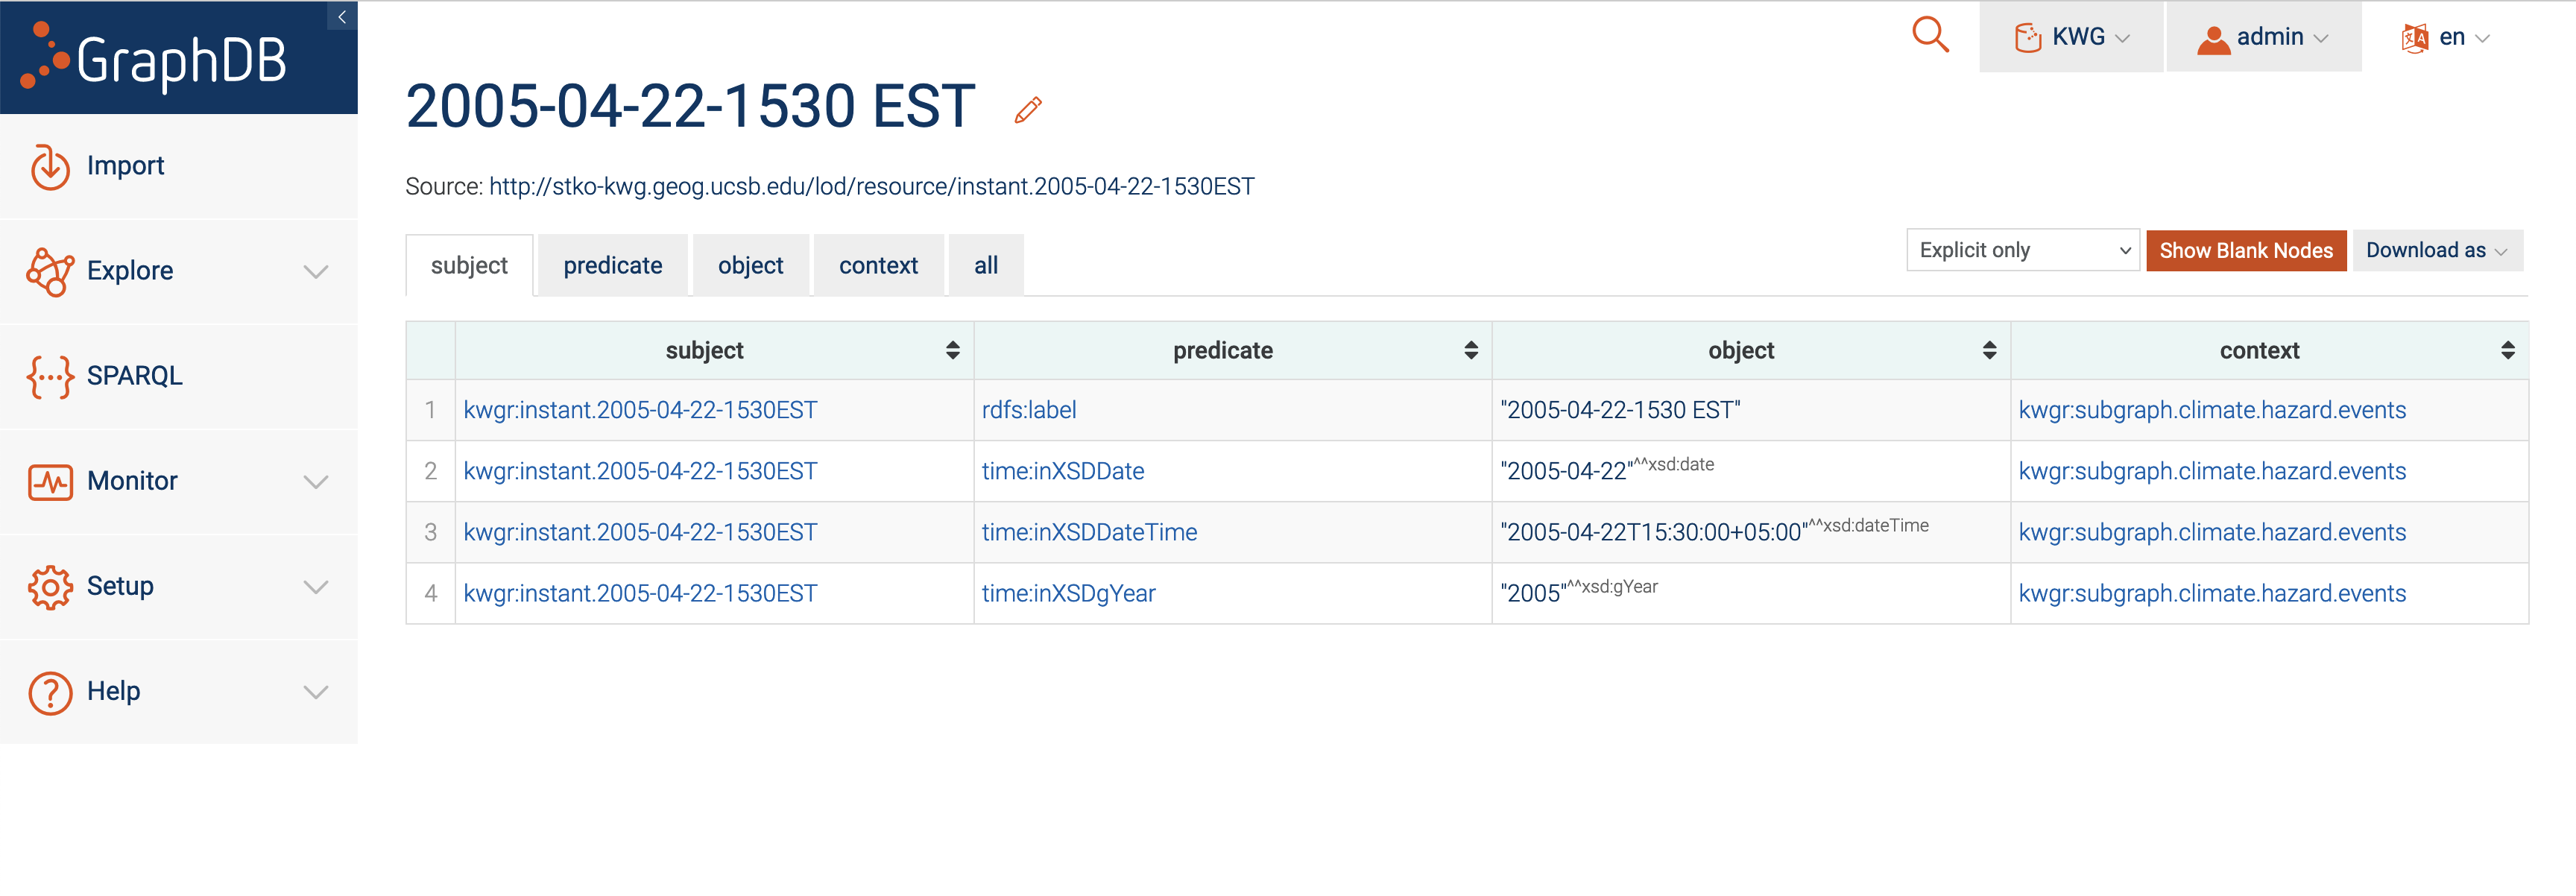 GraphDB
KWG
admin
en
Import
Explore
SPARQL
Monitor
Setup
Help
2005-04-22-1530 EST
Source: http://stko-kwg.geog.ucsb.edu/lod/resource/instant.2005-04-22-1530EST
subject predicate object context all
Explicit only Show Blank Nodes Download as
subject predicate object context
1 kwgr:instant.2005-04-22-1530EST rdfs:label "2005-04-22-1530 EST" kwgr:subgraph.climate.hazard.events
2 kwgr:instant.2005-04-22-1530EST time:inXSDDate "2005-04-22"^^xsd:date kwgr:subgraph.climate.hazard.events
3 kwgr:instant.2005-04-22-1530EST time:inXSDDateTime "2005-04-22T15:30:00+05:00"^^xsd:dateTime kwgr:subgraph.climate.hazard.events
4 kwgr:instant.2005-04-22-1530EST time:inXSDgYear "2005"^^xsd:gYear kwgr:subgraph.climate.hazard.events